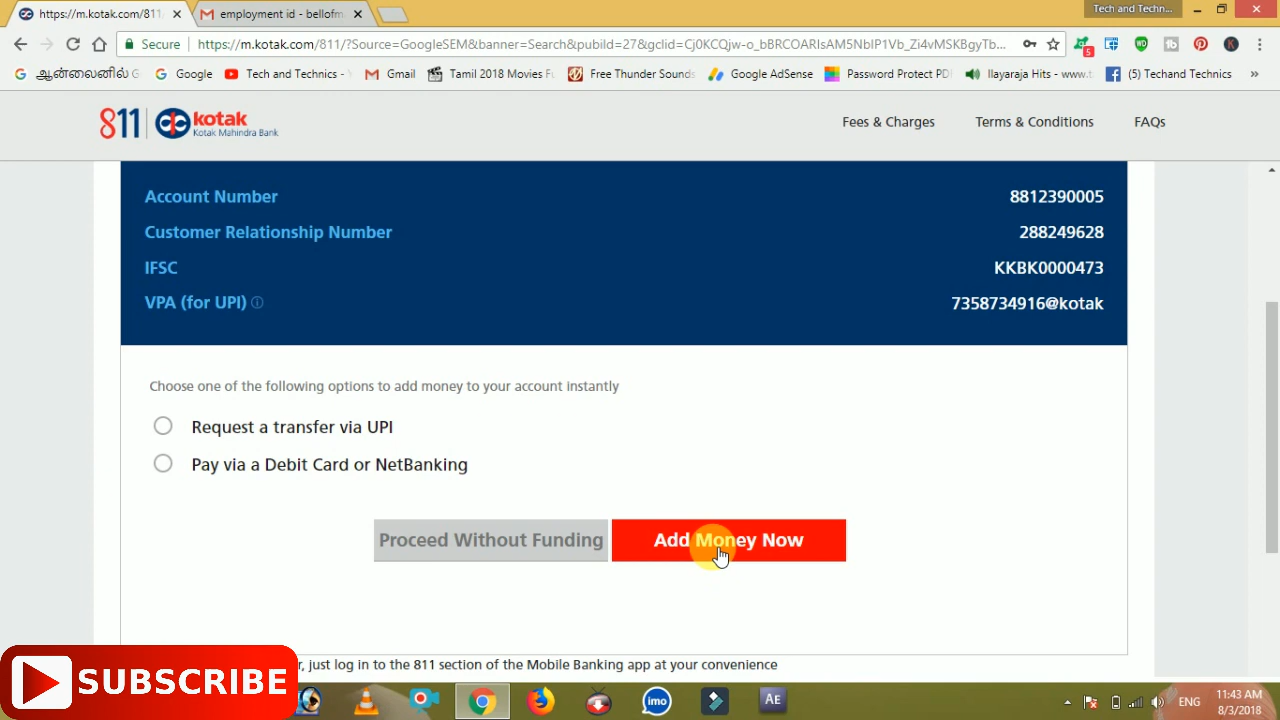 https://m.kotak.com/811/
employment id - bellofm
Tech and Techn...
Secure
https://m.kotak.com/811/?Source=GooglSEM&banner=Search&pubild=27&gclid=Cj0KCQjw-o_bBRCOARIsAM5NbIP1Vb_Zi4vMSKBgyTb...
5
ஆன்லைனில்
Google
Tech and Technics -
Gmail
Tamil 2018 Movies Fu
Free Thunder Sounds
Google AdSense
Password Protect PD
Ilayaraja Hits - www.t
(5) Techand Technics
»
811
kotak
Kotak Mahindra Bank
Fees & Charges
Terms & Conditions
FAQs
Account Number
8812390005
Customer Relationship Number
288249628
IFSC
KKBK0000473
VPA (for UPI)
7358734916@kotak
Choose one of the following options to add money to your account instantly
Request a transfer via UPI
Pay via a Debit Card or NetBanking
Proceed Without Funding
Add Money Now
just log in to the 811 section of the Mobile Banking app at your convenience
SUBSCRIBE
imo
AE
ENG
11:43 AM
8/3/2018